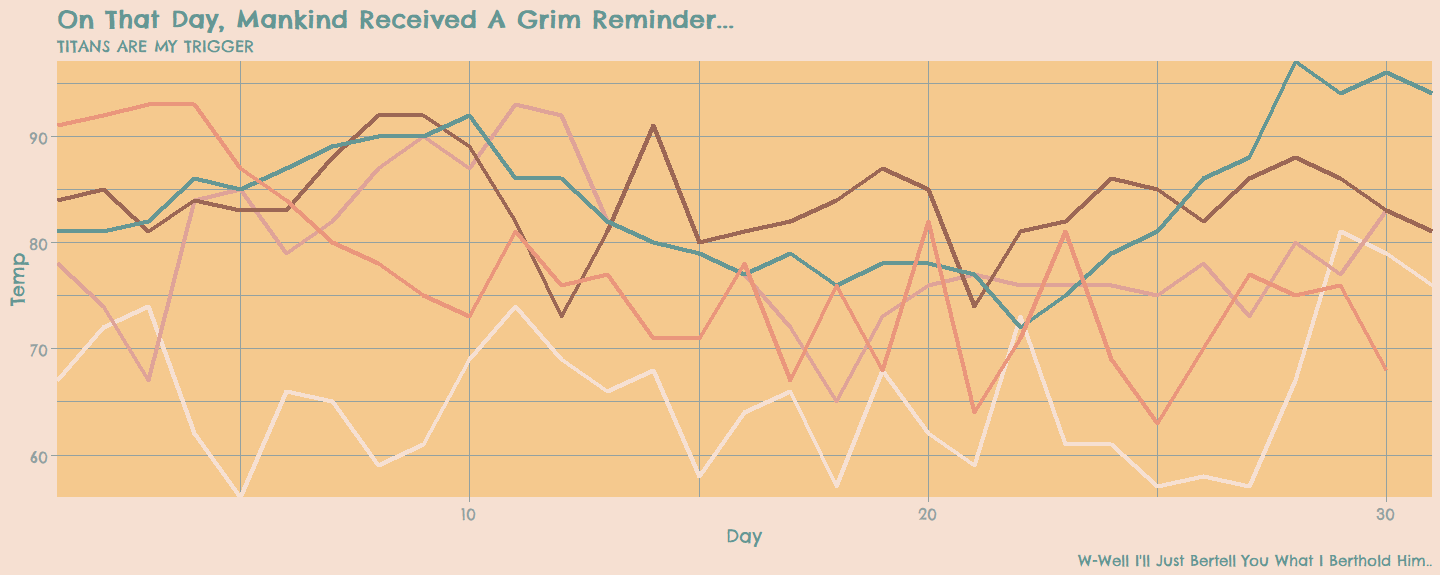 On That Day, Mankind Received A Grim Reminder...
TITANS ARE MY TRIGGER
90
80
70
60
Temp
10 20 30
Day
W-Well I'll Just Bertell You What I Berthold Him..